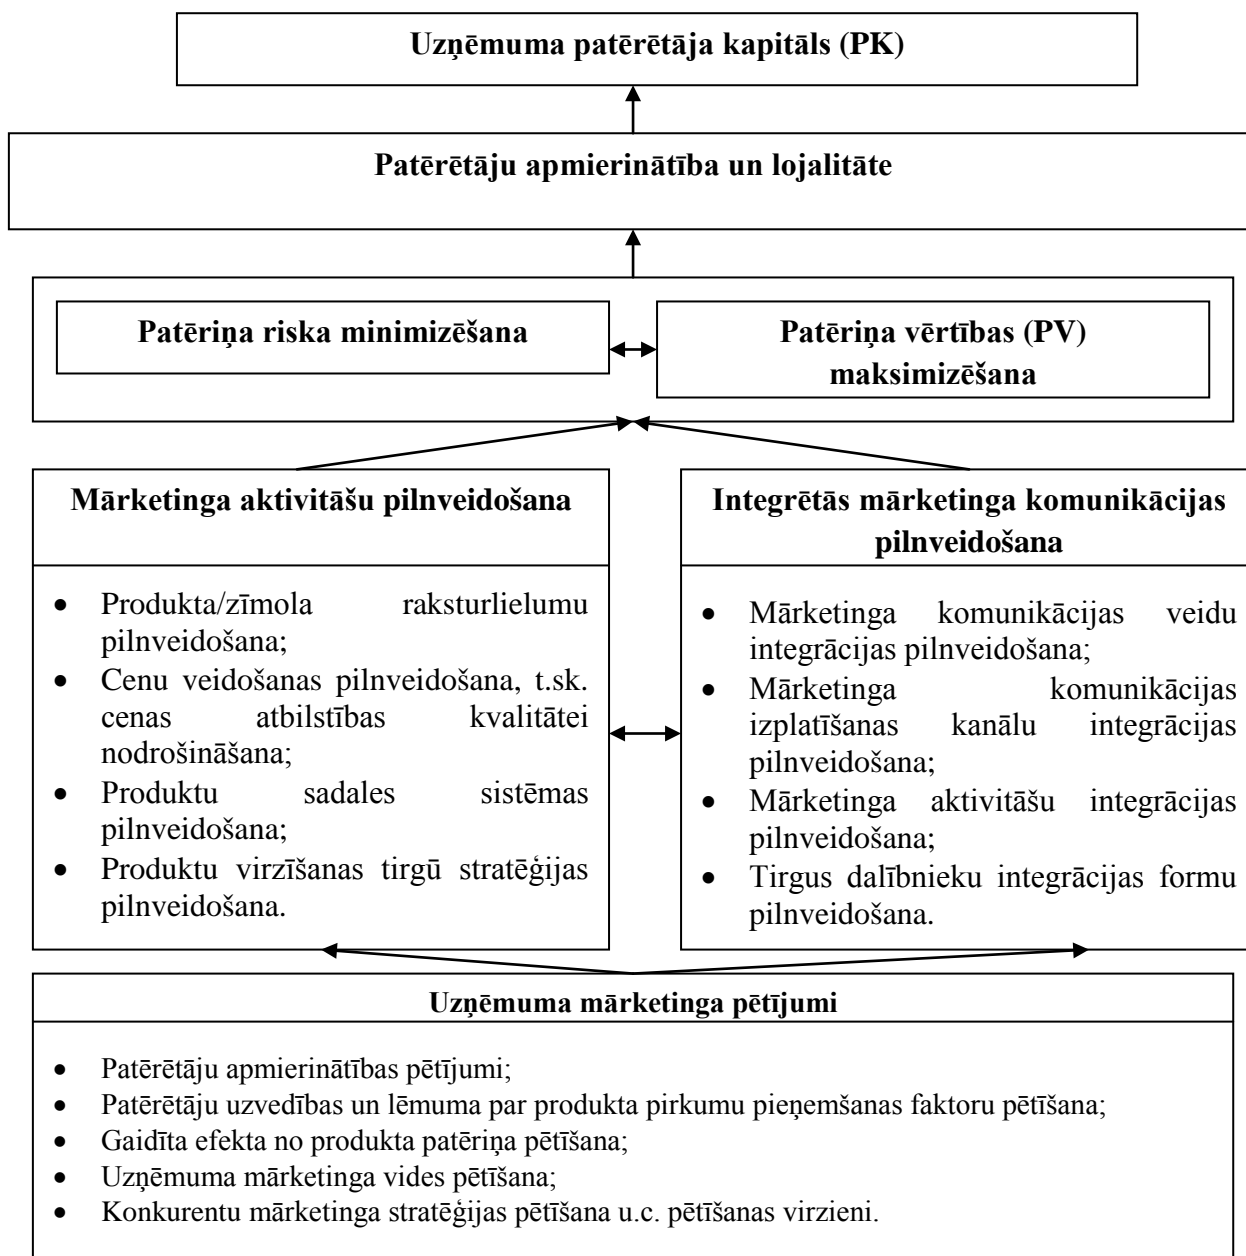 Uzņēmuma patērētāja kapitāls (PK)
Patērētāju apmierinātība un lojalitāte
Patēriņa riska minimizēšana
Patēriņa vērtības (PV)
maksimizēšana
Mārketinga aktivitāšu pilnveidošana
• Produkta/zīmola raksturlielumu
pilnveidošana;
• Cenu veidošanas pilnveidošana, t.sk.
cenas atbilstības kvalitātei
nodrošināšana;
• Produktu sadales sistēmas
pilnveidošana;
• Produktu virzīšanas tirgū stratēģijas
pilnveidošana.
Integrētās mārketinga komunikācijas
pilnveidošana
• Mārketinga komunikācijas veidu
integrācijas pilnveidošana;
• Mārketinga komunikācijas
izplatīšanas kanālu integrācijas
pilnveidošana;
• Mārketinga aktivitāšu integrācijas
pilnveidošana;
• Tirgus dalībnieku integrācijas formu
pilnveidošana.
Uzņēmuma mārketinga pētījumi
• Patērētāju apmierinātības pētījumi;
• Patērētāju uzvedības un lēmuma par produkta pirkumu pieņemšanas faktoru pētīšana;
• Gaidīta efekta no produkta patēriņa pētīšana;
• Uzņēmuma mārketinga vides pētīšana;
• Konkurentu mārketinga stratēģijas pētīšana u.c. pētīšanas virzieni.